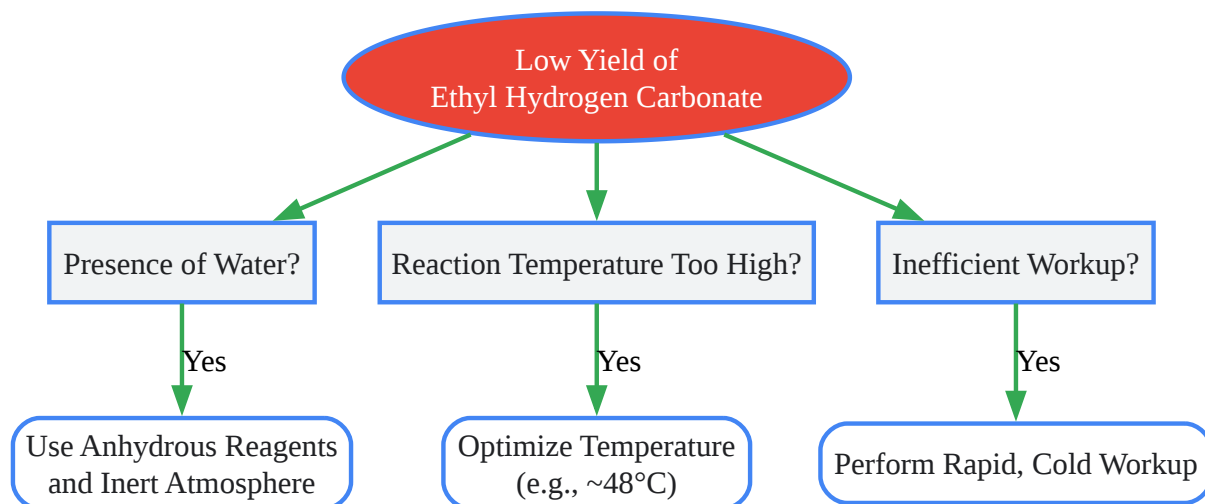 Low Yield of
Ethyl Hydrogen Carbonate
Presence of Water?
Reaction Temperature Too High?
Inefficient Workup?
Yes
Yes
Yes
Use Anhydrous Reagents
and Inert Atmosphere
Optimize Temperature
(e.g., ~48°C)
Perform Rapid, Cold Workup